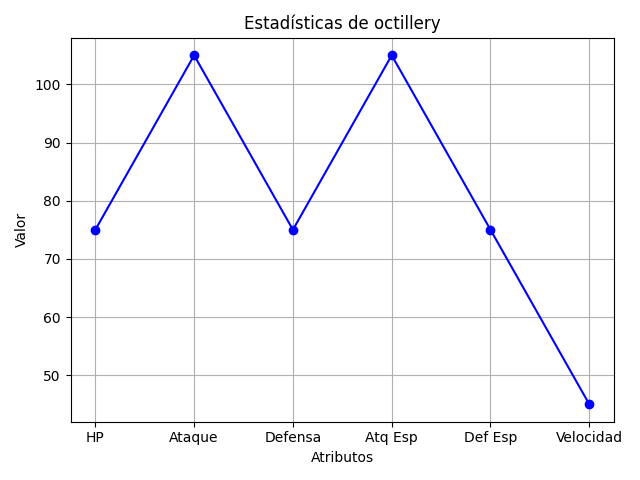 Estadísticas de octillery
Valor
100
90
80
70
60
50
HP Ataque Defensa Atq Esp Def Esp Velocidad
Atributos